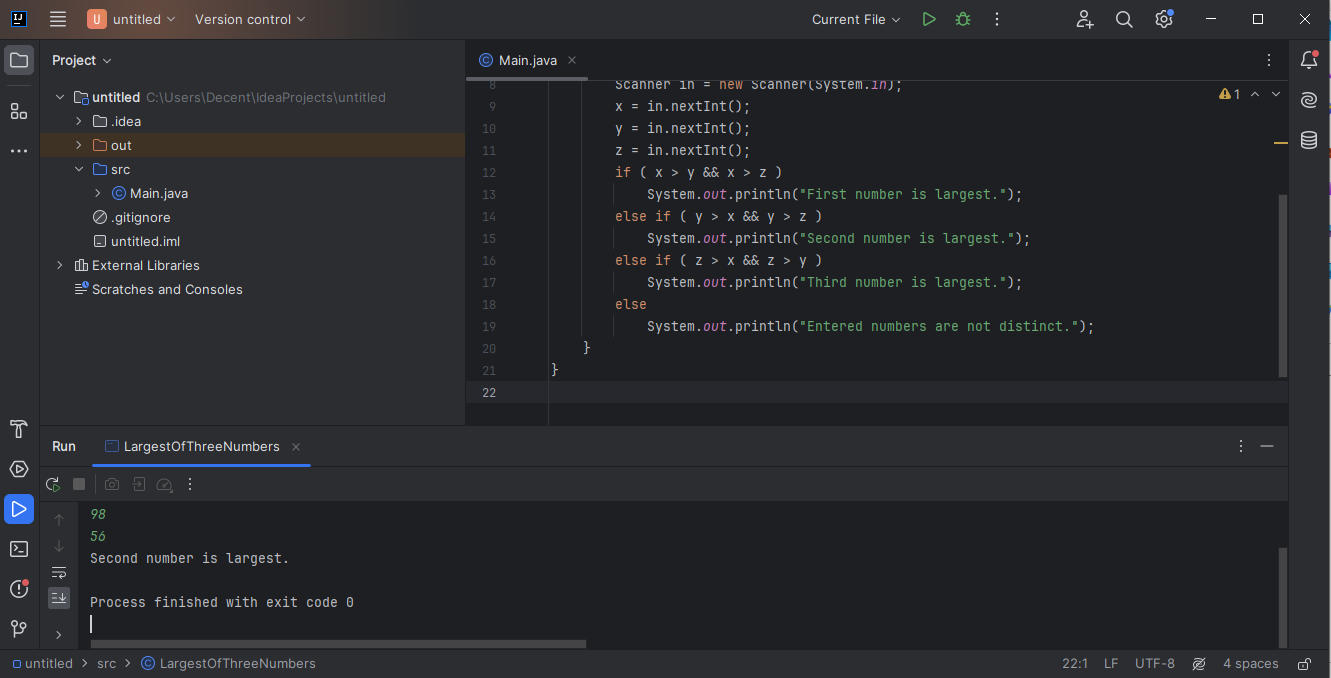 U untitled Version control Current File
Project
Main.java
untitled C:\Users\Decent\IdeaProjects\untitled
.idea
out
src
Main.java
.gitignore
untitled.iml
External Libraries
Scratches and Consoles
8 Scanner in = new Scanner(System.in);
9 x = in.nextInt();
10 y = in.nextInt();
11 z = in.nextInt();
12 if ( x > y && x > z )
13 System.out.println("First number is largest.");
14 else if ( y > x && y > z )
15 System.out.println("Second number is largest.");
16 else if ( z > x && z > y )
17 System.out.println("Third number is largest.");
18 else
19 System.out.println("Entered numbers are not distinct.");
20 }
21 }
22
1
Run LargestOfThreeNumbers
98
56
Second number is largest.
Process finished with exit code 0
untitled > src > LargestOfThreeNumbers 22:1 LF UTF-8 4 spaces